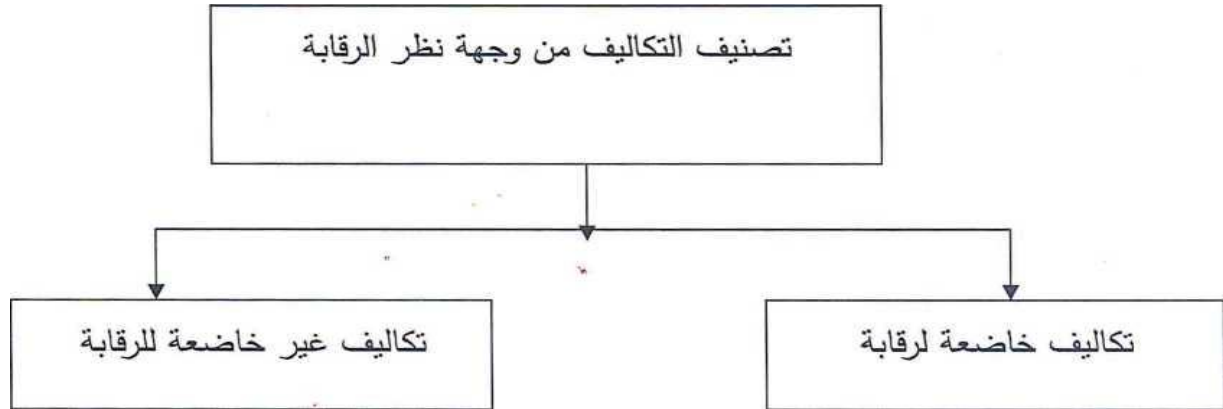 تصنيف التكاليف من وجهة نظر الرقابة
تكاليف خاضعة لرقابة
تكاليف غير خاضعة للرقابة